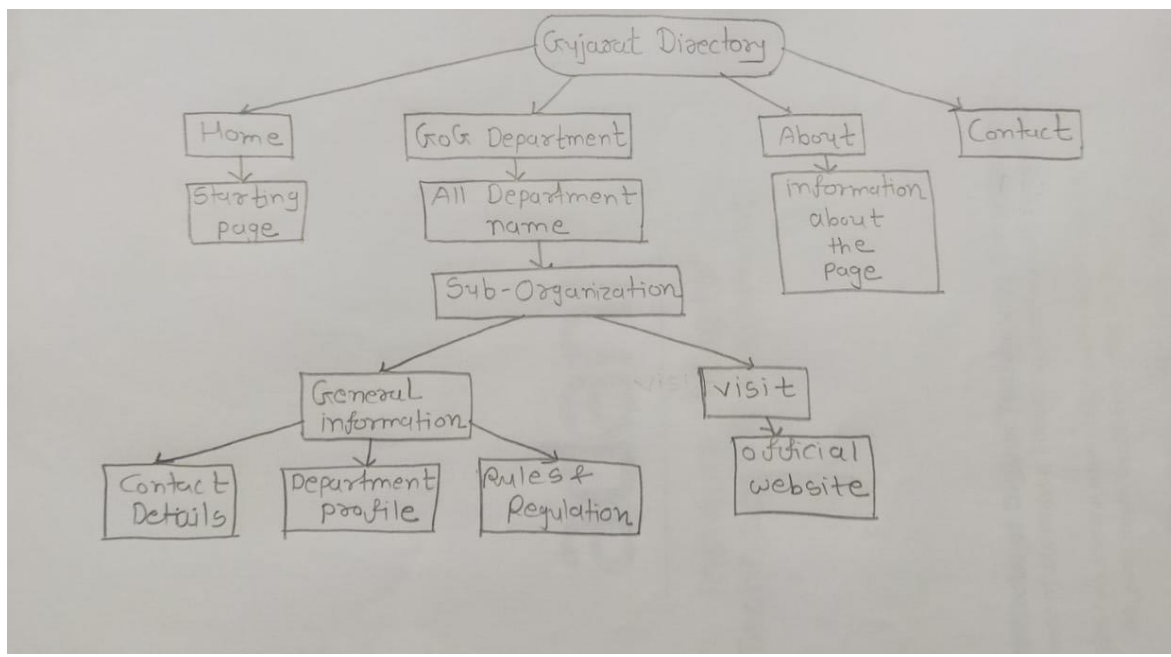 Gujarat Directory
Home
GoG Department
About
Contact
Starting
page
All Department
name
information
about
the
page
Sub-Organization
General
information
visit
Contact
Details
Department
profile
Rules &
Regulation
official
website